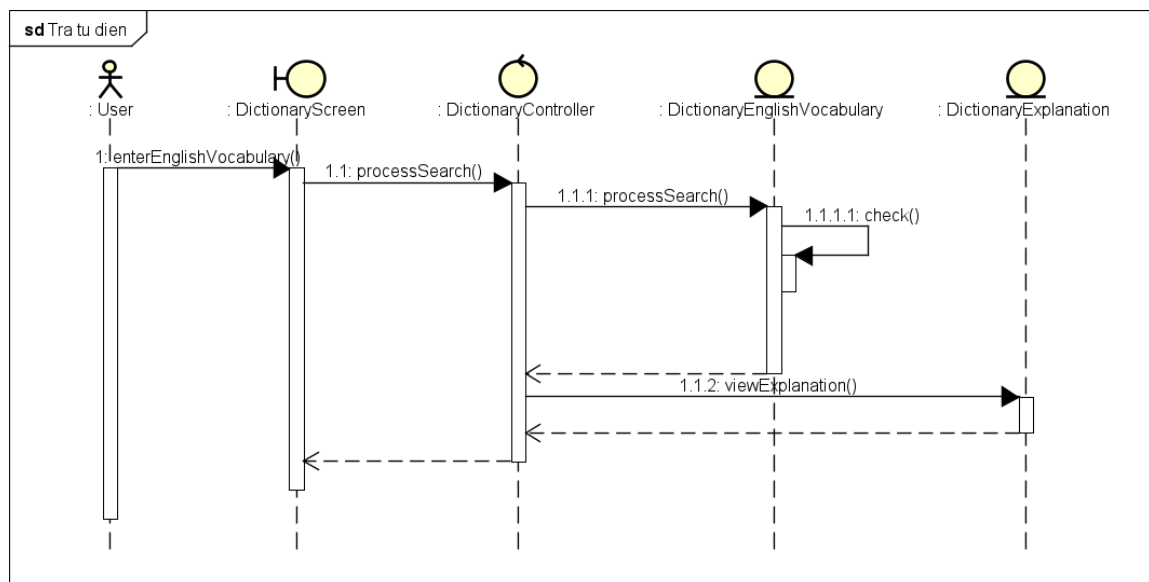 sd Tra tu dien
: User
: DictionaryScreen
: DictionaryController
: DictionaryEnglishVocabulary
: DictionaryExplanation
1: enterEnglishVocabulary()
1.1: processSearch()
1.1.1: processSearch()
1.1.1.1: check()
1.1.2: viewExplanation()